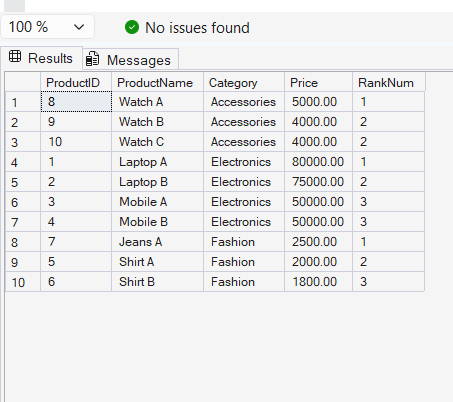 100 %
No issues found
Results Messages
ProductID ProductName Category Price RankNum
1 8 Watch A Accessories 5000.00 1
2 9 Watch B Accessories 4000.00 2
3 10 Watch C Accessories 4000.00 2
4 1 Laptop A Electronics 80000.00 1
5 2 Laptop B Electronics 75000.00 2
6 3 Mobile A Electronics 50000.00 3
7 4 Mobile B Electronics 50000.00 3
8 7 Jeans A Fashion 2500.00 1
9 5 Shirt A Fashion 2000.00 2
10 6 Shirt B Fashion 1800.00 3